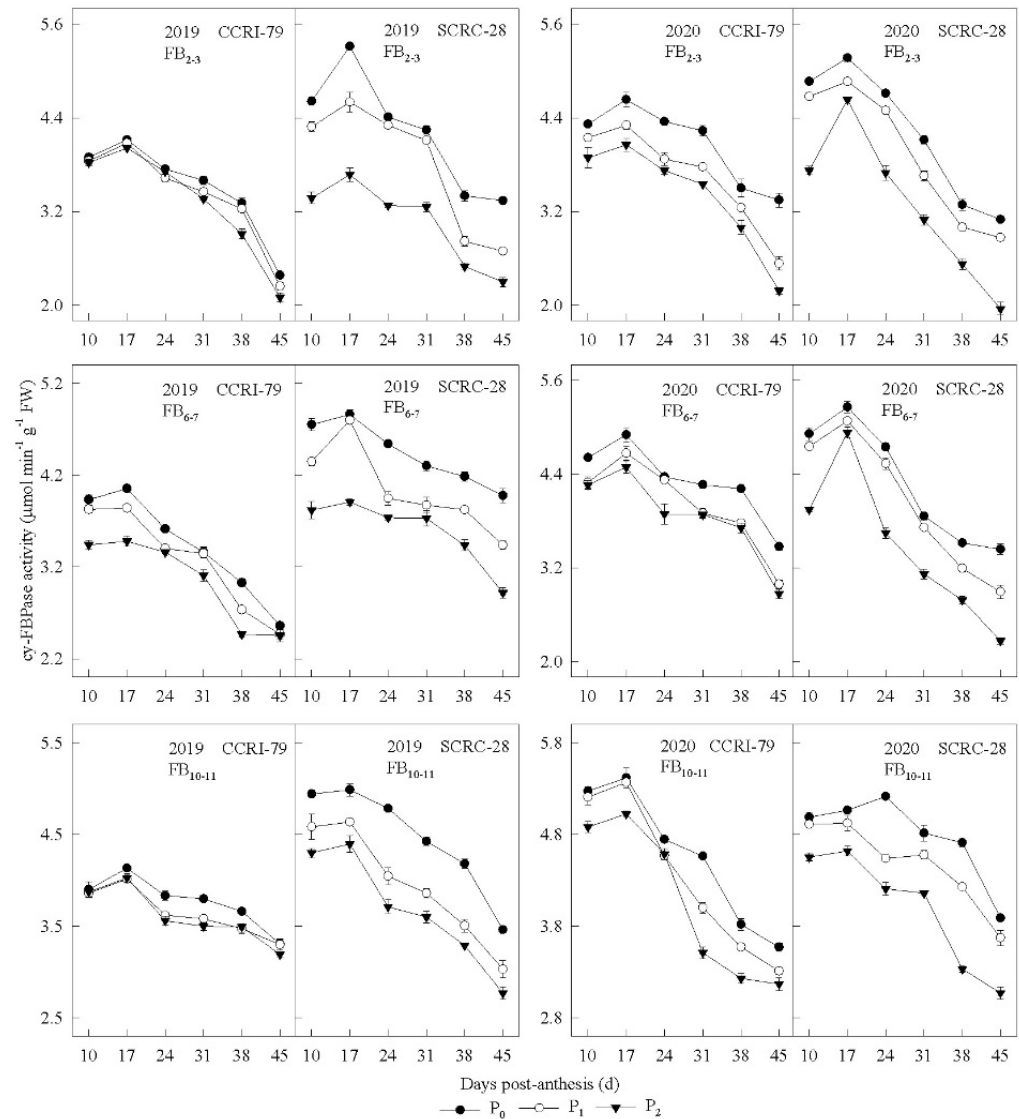 cy-FBPase activity (μmol min⁻¹ g⁻¹ FW)
5.6
4.4
3.2
2.0
2019 CCRI-79
FB₂₋₃
2019 SCRC-28
FB₂₋₃
10 17 24 31 38 45 10 17 24 31 38 45
5.6
4.4
3.2
2.0
2020 CCRI-79
FB₂₋₃
2020 SCRC-28
FB₂₋₃
10 17 24 31 38 45 10 17 24 31 38 45
5.2
4.2
3.2
2.2
2019 CCRI-79
FB₆₋₇
2019 SCRC-28
FB₆₋₇
10 17 24 31 38 45 10 17 24 31 38 45
5.6
4.4
3.2
2.0
2020 CCRI-79
FB₆₋₇
2020 SCRC-28
FB₆₋₇
10 17 24 31 38 45 10 17 24 31 38 45
5.5
4.5
3.5
2.5
2019 CCRI-79
FB₁₀₋₁₁
2019 SCRC-28
FB₁₀₋₁₁
10 17 24 31 38 45 10 17 24 31 38 45
5.8
4.8
3.8
2.8
2020 CCRI-79
FB₁₀₋₁₁
2020 SCRC-28
FB₁₀₋₁₁
10 17 24 31 38 45 10 17 24 31 38 45
Days post-anthesis (d)
P₀ P₁ P₂